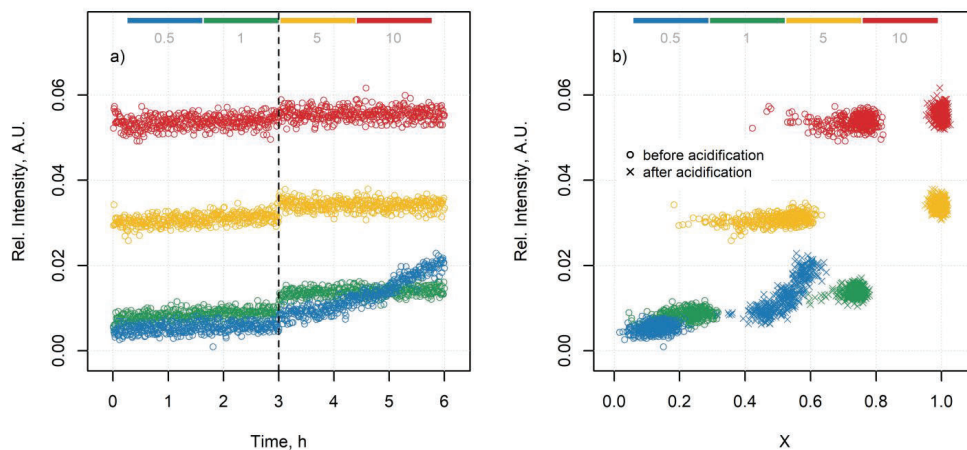 0.5 1 5 10
a)
0.06
0.04
0.02
0.00
Rel. Intensity, A.U.
0 1 2 3 4 5 6
Time, h
0.5 1 5 10
b)
0.06
0.04
0.02
0.00
Rel. Intensity, A.U.
before acidification
after acidification
0.0 0.2 0.4 0.6 0.8 1.0
X